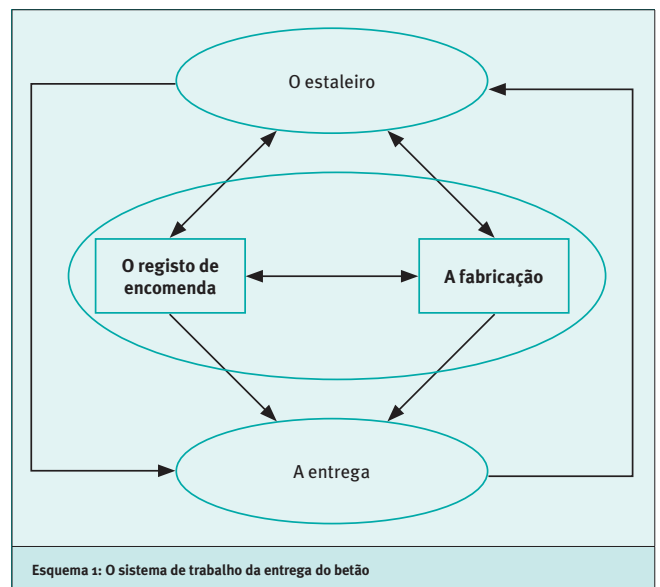 O estaleiro
O registo de
encomenda
A fabricação
A entrega
Esquema 1: O sistema de trabalho da entrega do betão